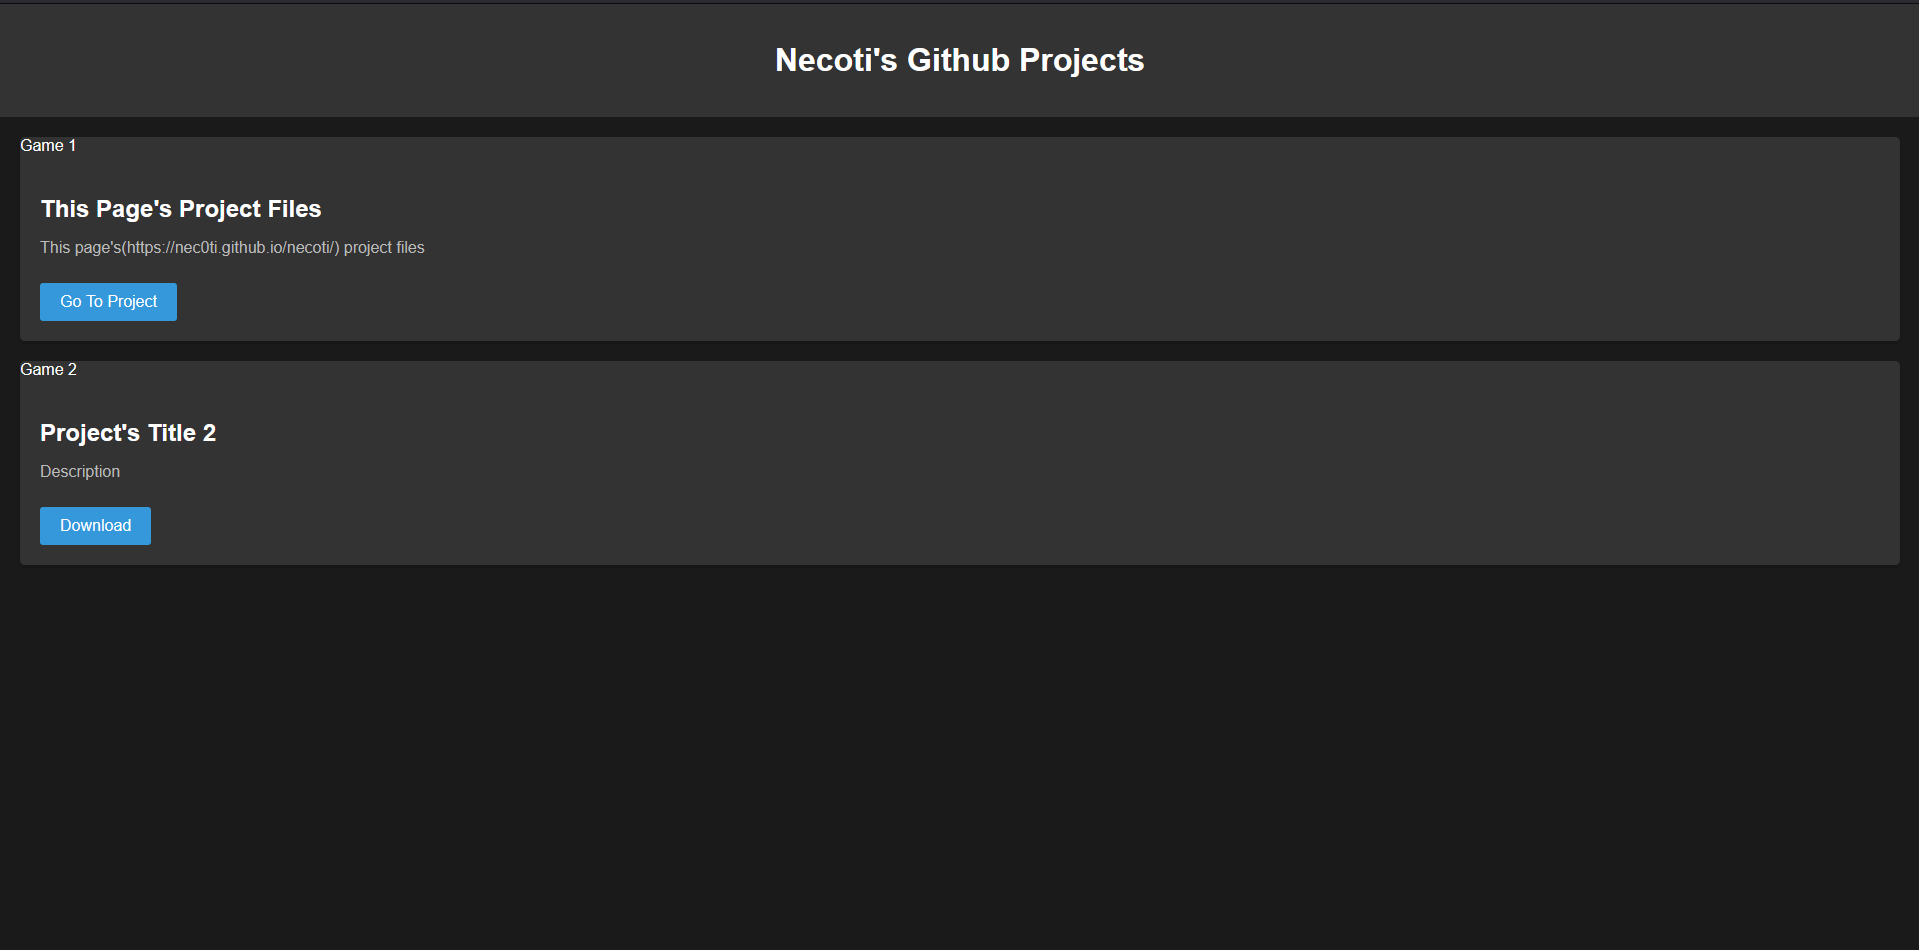 Necoti's Github Projects
Game 1
This Page's Project Files
This page's(https://nec0ti.github.io/necoti/) project files
Go To Project
Game 2
Project's Title 2
Description
Download